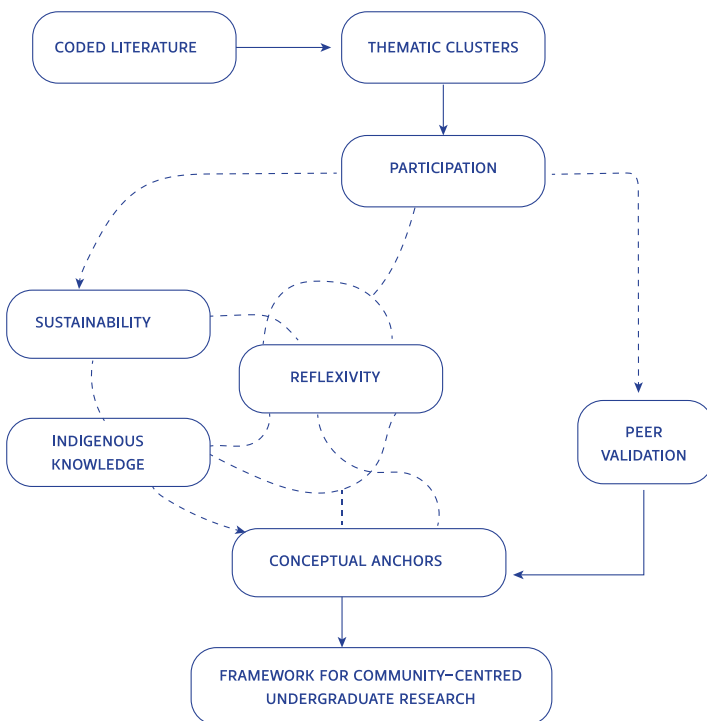 CODED LITERATURE
THEMATIC CLUSTERS
PARTICIPATION
SUSTAINABILITY
REFLEXIVITY
INDIGENOUS
KNOWLEDGE
PEER
VALIDATION
CONCEPTUAL ANCHORS
FRAMEWORK FOR COMMUNITY–CENTRED
UNDERGRADUATE RESEARCH